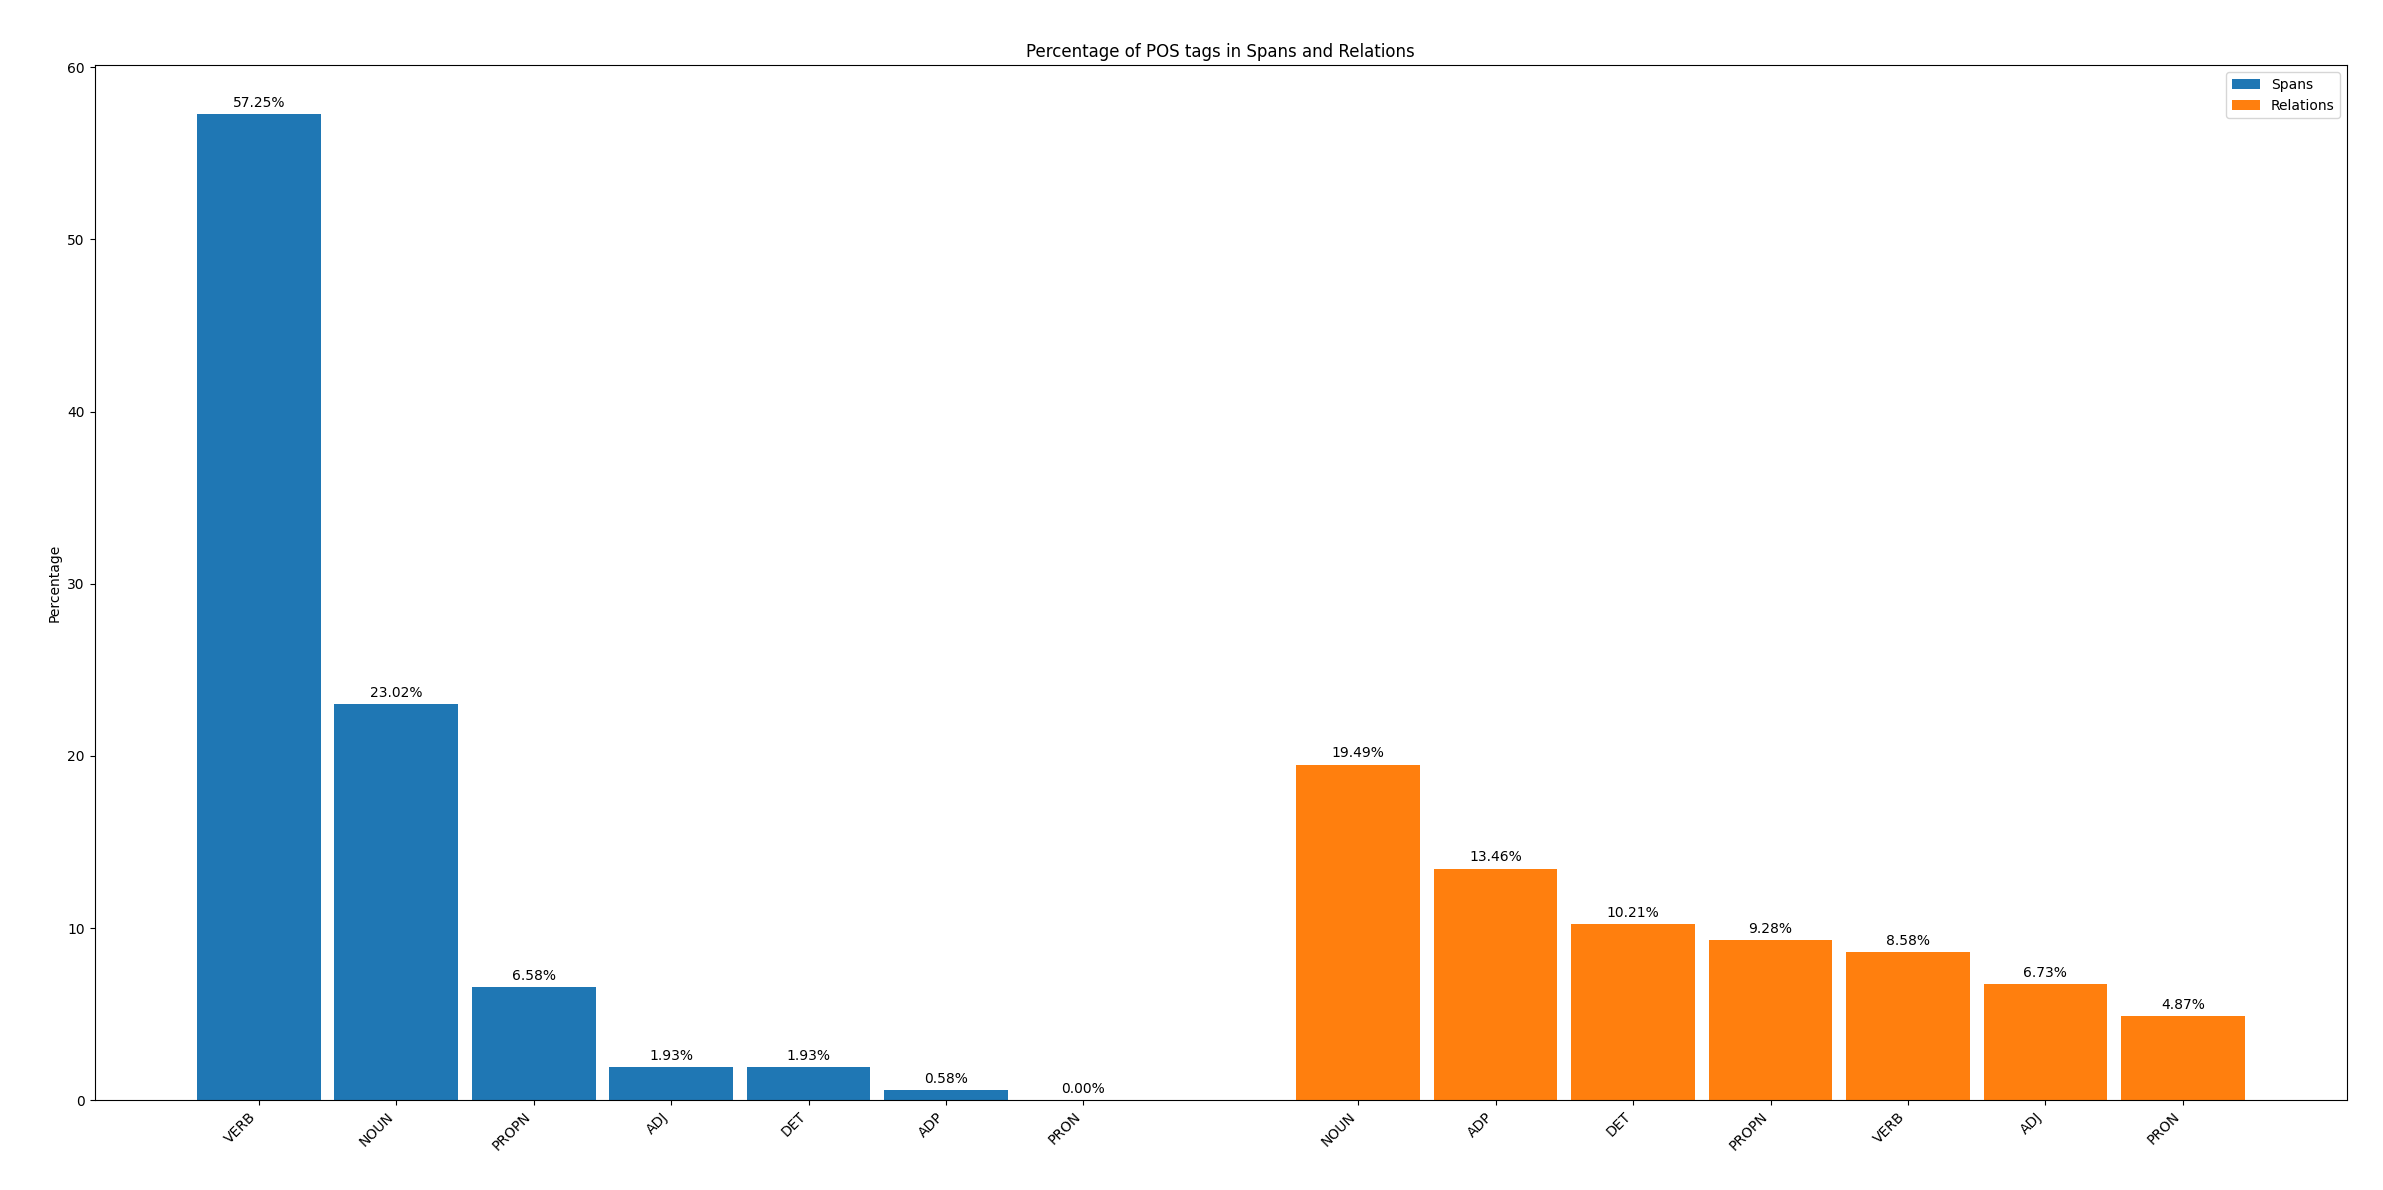 Percentage of POS tags in Spans and Relations
Spans
Relations
Percentage
60
50
40
30
20
10
0
57.25%
23.02%
6.58%
1.93%
1.93%
0.58%
0.00%
19.49%
13.46%
10.21%
9.28%
8.58%
6.73%
4.87%
VERB
NOUN
PROPN
ADJ
DET
ADP
PRON
NOUN
ADP
DET
PROPN
VERB
ADJ
PRON